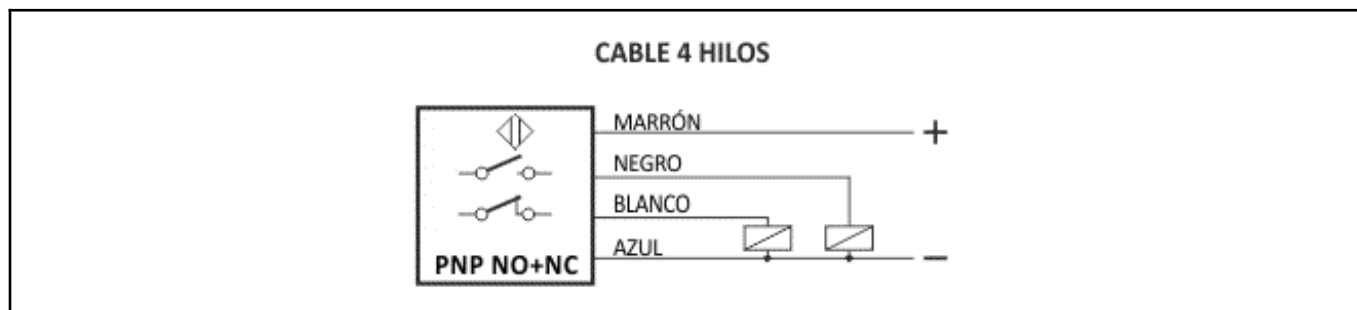 CABLE 4 HILOS
MARRÓN
+
NEGRO
BLANCO
AZUL
−
PNP NO+NC